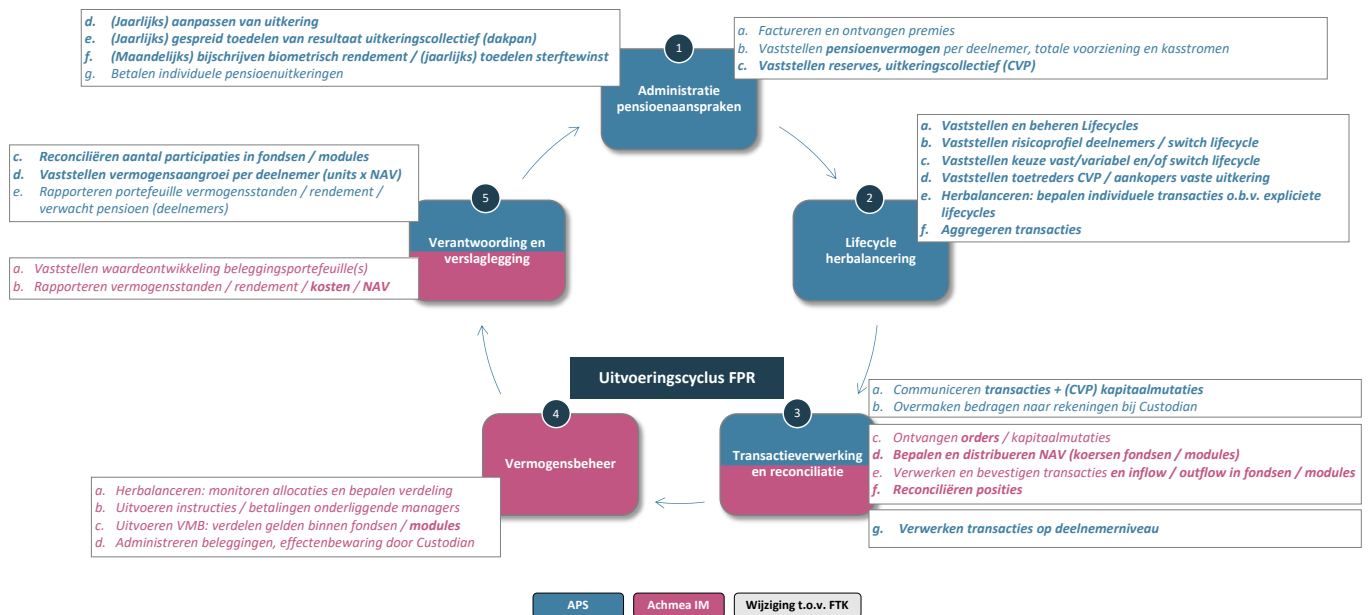 d. (Jaarlijks) aanpassen van uitkering
e. (Jaarlijks) gespreid toedelen van resultaat uitkeringscollectief (dakpan)
f. (Maandelijks) bijschrijven biometrisch rendement / (jaarlijks) toedelen sterftewinst
g. Betalen individuele pensioenuitkeringen
1
Administratie
pensioenaanspraken
a. Factureren en ontvangen premies
b. Vaststellen pensioenvermogen per deelnemer, totale voorziening en kasstromen
c. Vaststellen reserves, uitkeringscollectief (CVP)
a. Vaststellen en beheren Lifecycles
b. Vaststellen risicoprofiel deelnemers / switch lifecycle
c. Vaststellen keuze vast/variabel en/of switch lifecycle
d. Vaststellen toetreders CVP / aankopers vaste uitkering
e. Herbalanceren: bepalen individuele transacties o.b.v. expliciete
lifecycles
f. Aggregeren transacties
2
Lifecycle
herbalancering
c. Reconciliëren aantal participaties in fondsen / modules
d. Vaststellen vermogensaangroei per deelnemer (units x NAV)
e. Rapporteren portefeuille vermogensstanden / rendement /
verwacht pensioen (deelnemers)
5
Verantwoording en
verslaglegging
a. Vaststellen waardeontwikkeling beleggingsportefeuille(s)
b. Rapporteren vermogensstanden / rendement / kosten / NAV
Uitvoeringscyclus FPR
3
Transactieverwerking
en reconciliatie
a. Communiceren transacties + (CVP) kapitaalmutaties
b. Overmaken bedragen naar rekeningen bij Custodian
c. Ontvangen orders / kapitaalmutaties
d. Bepalen en distribueren NAV (koersen fondsen / modules)
e. Verwerken en bevestigen transacties en inflow / outflow in fondsen / modules
f. Reconciliëren posities
g. Verwerken transacties op deelnemerniveau
4
Vermogensbeheer
a. Herbalanceren: monitoren allocaties en bepalen verdeling
b. Uitvoeren instructies / betalingen onderliggende managers
c. Uitvoeren VMB: verdelen gelden binnen fondsen / modules
d. Administreren beleggingen, effectenbewaring door Custodian
APS
Achmea IM
Wijziging t.o.v. FTK